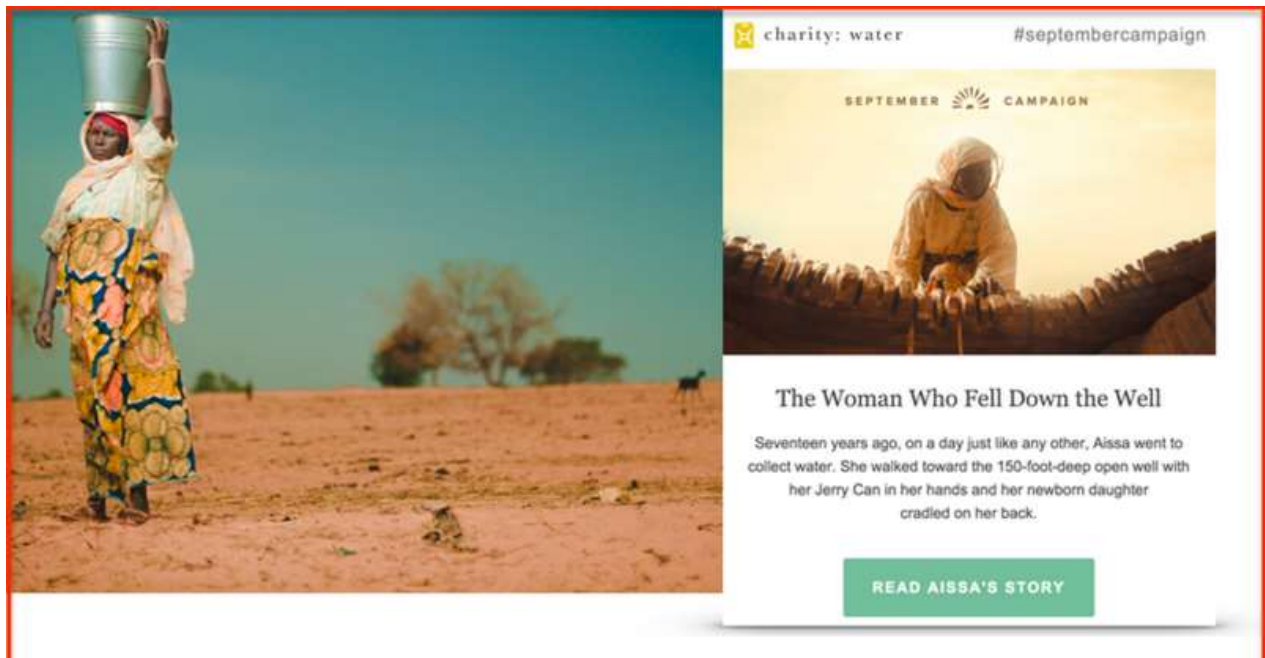 charity: water
#septembercampaign
SEPTEMBER CAMPAIGN
The Woman Who Fell Down the Well
Seventeen years ago, on a day just like any other, Aissa went to
collect water. She walked toward the 150-foot-deep open well with
her Jerry Can in her hands and her newborn daughter
cradled on her back.
READ AISSA'S STORY